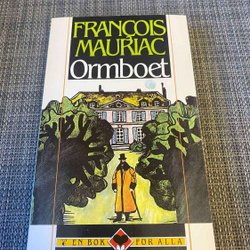 FRANÇOIS
MAURIAC
Ormboet
EN BOK FÖR ALLA